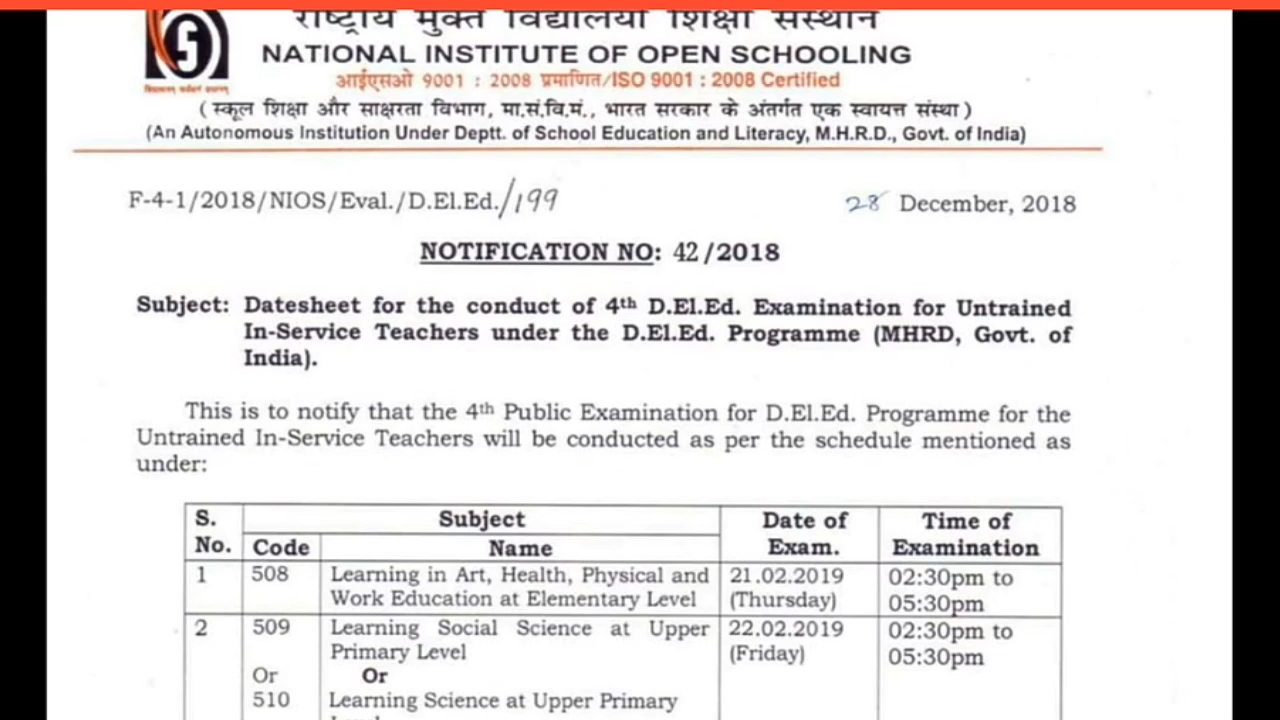 राष्ट्रीय मुक्त विद्यालयी शिक्षा संस्थान
NATIONAL INSTITUTE OF OPEN SCHOOLING
आईएसओ 9001 : 2008 प्रमाणित/ISO 9001 : 2008 Certified
( स्कूल शिक्षा और साक्षरता विभाग, मा.सं.वि.मं., भारत सरकार के अंतर्गत एक स्वायत्त संस्था )
(An Autonomous Institution Under Deptt. of School Education and Literacy, M.H.R.D., Govt. of India)
F-4-1/2018/NIOS/Eval./D.El.Ed./199 28 December, 2018
NOTIFICATION NO: 42/2018
Subject: Datesheet for the conduct of 4th D.El.Ed. Examination for Untrained
In-Service Teachers under the D.El.Ed. Programme (MHRD, Govt. of
India).
This is to notify that the 4th Public Examination for D.El.Ed. Programme for the
Untrained In-Service Teachers will be conducted as per the schedule mentioned as
under:
S. Subject Date of Time of
No. Code Name Exam. Examination
1 508 Learning in Art, Health, Physical and 21.02.2019 02:30pm to
Work Education at Elementary Level (Thursday) 05:30pm
2 509 Learning Social Science at Upper 22.02.2019 02:30pm to
Primary Level (Friday) 05:30pm
Or Or
510 Learning Science at Upper Primary